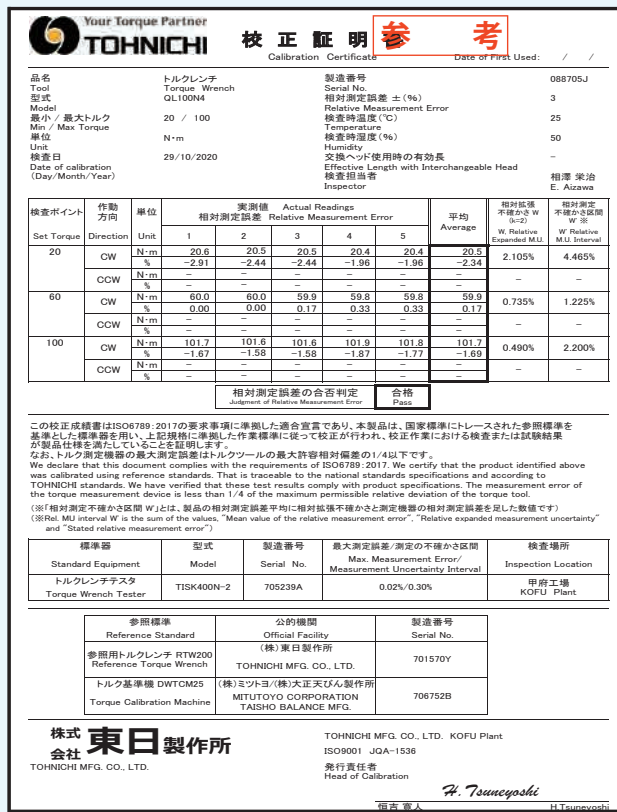 Your Torque Partner
TOHNICHI
校正証明書
参 考
Calibration Certificate
Date of First Used: / /
品名 トルクレンチ 製造番号 088705J
Tool Torque Wrench Serial No.
型式 QL100N4 相対測定誤差 ±(%) 3
Model Relative Measurement Error
最小 / 最大トルク 20 / 100 検査時温度(℃) 25
Min / Max Torque Temperature
単位 N・m 検査時湿度(%) 50
Unit Humidity
検査日 29/10/2020 交換ヘッド使用時の有効長 –
Date of calibration Effective Length with Interchangeable Head
(Day/Month/Year) 検査担当者 相澤 栄治
Inspector E. Aizawa
検査ポイント 作動方向 単位 実測値 Actual Readings 平均 相対拡張不確かさ W (k=2) 相対測定不確かさ区間 W' ※
相対測定誤差 Relative Measurement Error Average
Set Torque Direction Unit 1 2 3 4 5 W, Relative Expanded M.U. W' Relative M.U. Interval
20 CW N・m 20.6 20.5 20.5 20.4 20.4 20.5 2.105% 4.465%
% −2.91 −2.44 −2.44 −1.96 −1.96 −2.34
CCW N・m – – – – – – – –
% – – – – – –
60 CW N・m 60.0 60.0 59.9 59.8 59.8 59.9 0.735% 1.225%
% 0.00 0.00 0.17 0.33 0.33 0.17
CCW N・m – – – – – – – –
% – – – – – –
100 CW N・m 101.7 101.6 101.6 101.9 101.8 101.7 0.490% 2.200%
% −1.67 −1.58 −1.58 −1.87 −1.77 −1.69
CCW N・m – – – – – – – –
% – – – – – –
相対測定誤差の合否判定 合格
Judgment of Relative Measurement Error Pass
この校正成績書はISO6789:2017の要求事項に準拠した適合宣言であり、本製品は、国家標準にトレースされた参照標準を
基準とした標準器を用い、上記規格に準拠した作業標準に従って校正が行われ、校正作業における検査または試験結果
が製品仕様を満たしていることを証明します。
なお、トルク測定機器の最大測定誤差はトルクツールの最大許容相対偏差の1/4以下です。
We declare that this document complies with the requirements of ISO6789:2017. We certify that the product identified above
was calibrated using reference standards. That is traceable to the national standards specifications and according to
TOHNICHI standards. We have verified that these test results comply with product specifications. The measurement error of
the torque measurement device is less than 1/4 of the maximum permissible relative deviation of the torque tool.
(※「相対測定不確かさ区間 W'」とは、製品の相対測定誤差平均に相対拡張不確かさと測定機器の相対測定誤差を足した数値です)
(※Rel. MU interval W' is the sum of the values, "Mean value of the relative measurement error", "Relative expanded measurement uncertainty"
and "Stated relative measurement error")
標準器 型式 製造番号 最大測定誤差/測定の不確かさ区間 検査場所
Standard Equipment Model Serial No. Max. Measurement Error/ Measurement Uncertainty Interval Inspection Location
トルクレンチテスタ TISK400N-2 705239A 0.02%/0.30% 甲府工場
Torque Wrench Tester KOFU Plant
参照標準 公的機関 製造番号
Reference Standard Official Facility Serial No.
参照用トルクレンチ RTW200 (株)東日製作所 701570Y
Reference Torque Wrench TOHNICHI MFG. CO., LTD.
トルク基準機 DWTCM25 (株)ミツトヨ/(株)大正天びん製作所 706752B
Torque Calibration Machine MITUTOYO CORPORATION
TAISHO BALANCE MFG.
株式会社 東日製作所
TOHNICHI MFG. CO., LTD.
TOHNICHI MFG. CO., LTD. KOFU Plant
ISO9001 JQA-1536
発行責任者
Head of Calibration
H. Tsuneyoshi
恒吉 寛人 H.Tsuneyoshi